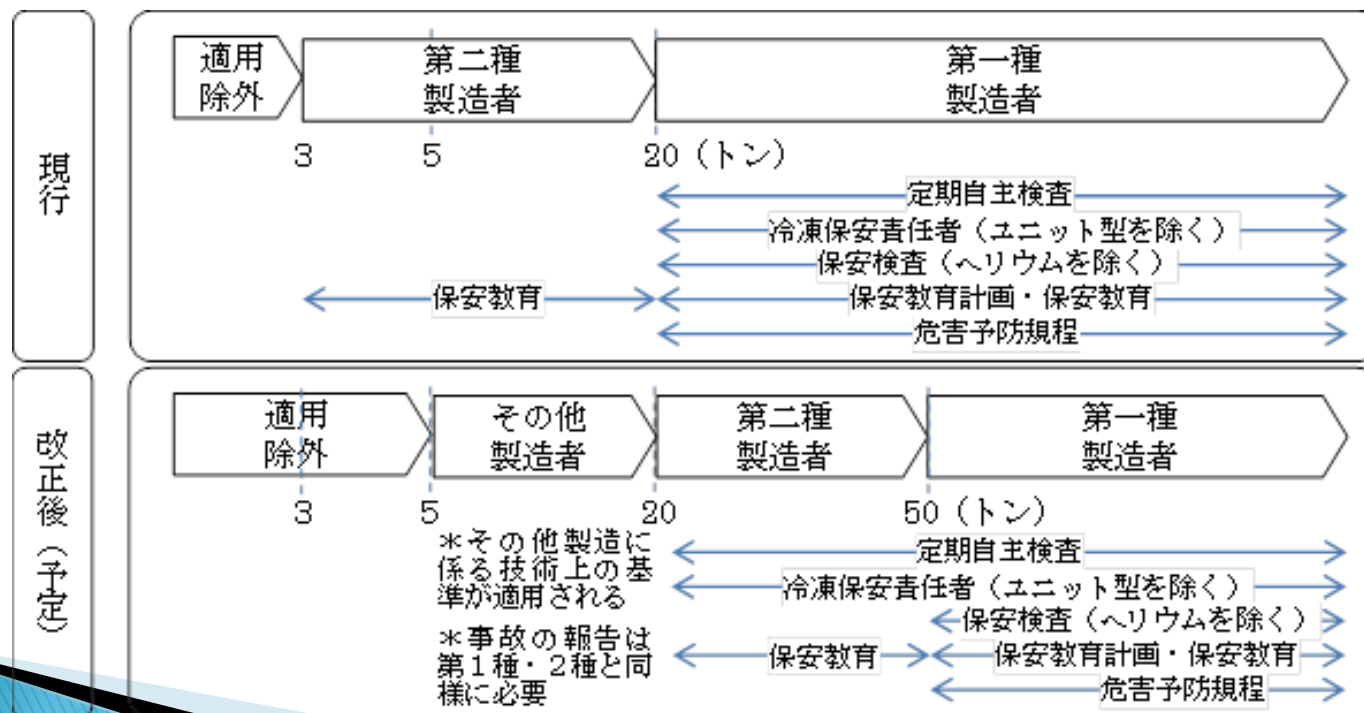 現行
適用
除外
第二種
製造者
第一種
製造者
3
5
20（トン）
定期自主検査
冷凍保安責任者（ユニット型を除く）
保安検査（ヘリウムを除く）
保安教育
保安教育計画・保安教育
危害予防規程
改正後（予定）
適用
除外
その他
製造者
第二種
製造者
第一種
製造者
3
5
20
50（トン）
＊その他製造に
係る技術上の基
準が適用される
＊事故の報告は
第１種・２種と同
様に必要
定期自主検査
冷凍保安責任者（ユニット型を除く）
保安検査（ヘリウムを除く）
保安教育
保安教育計画・保安教育
危害予防規程